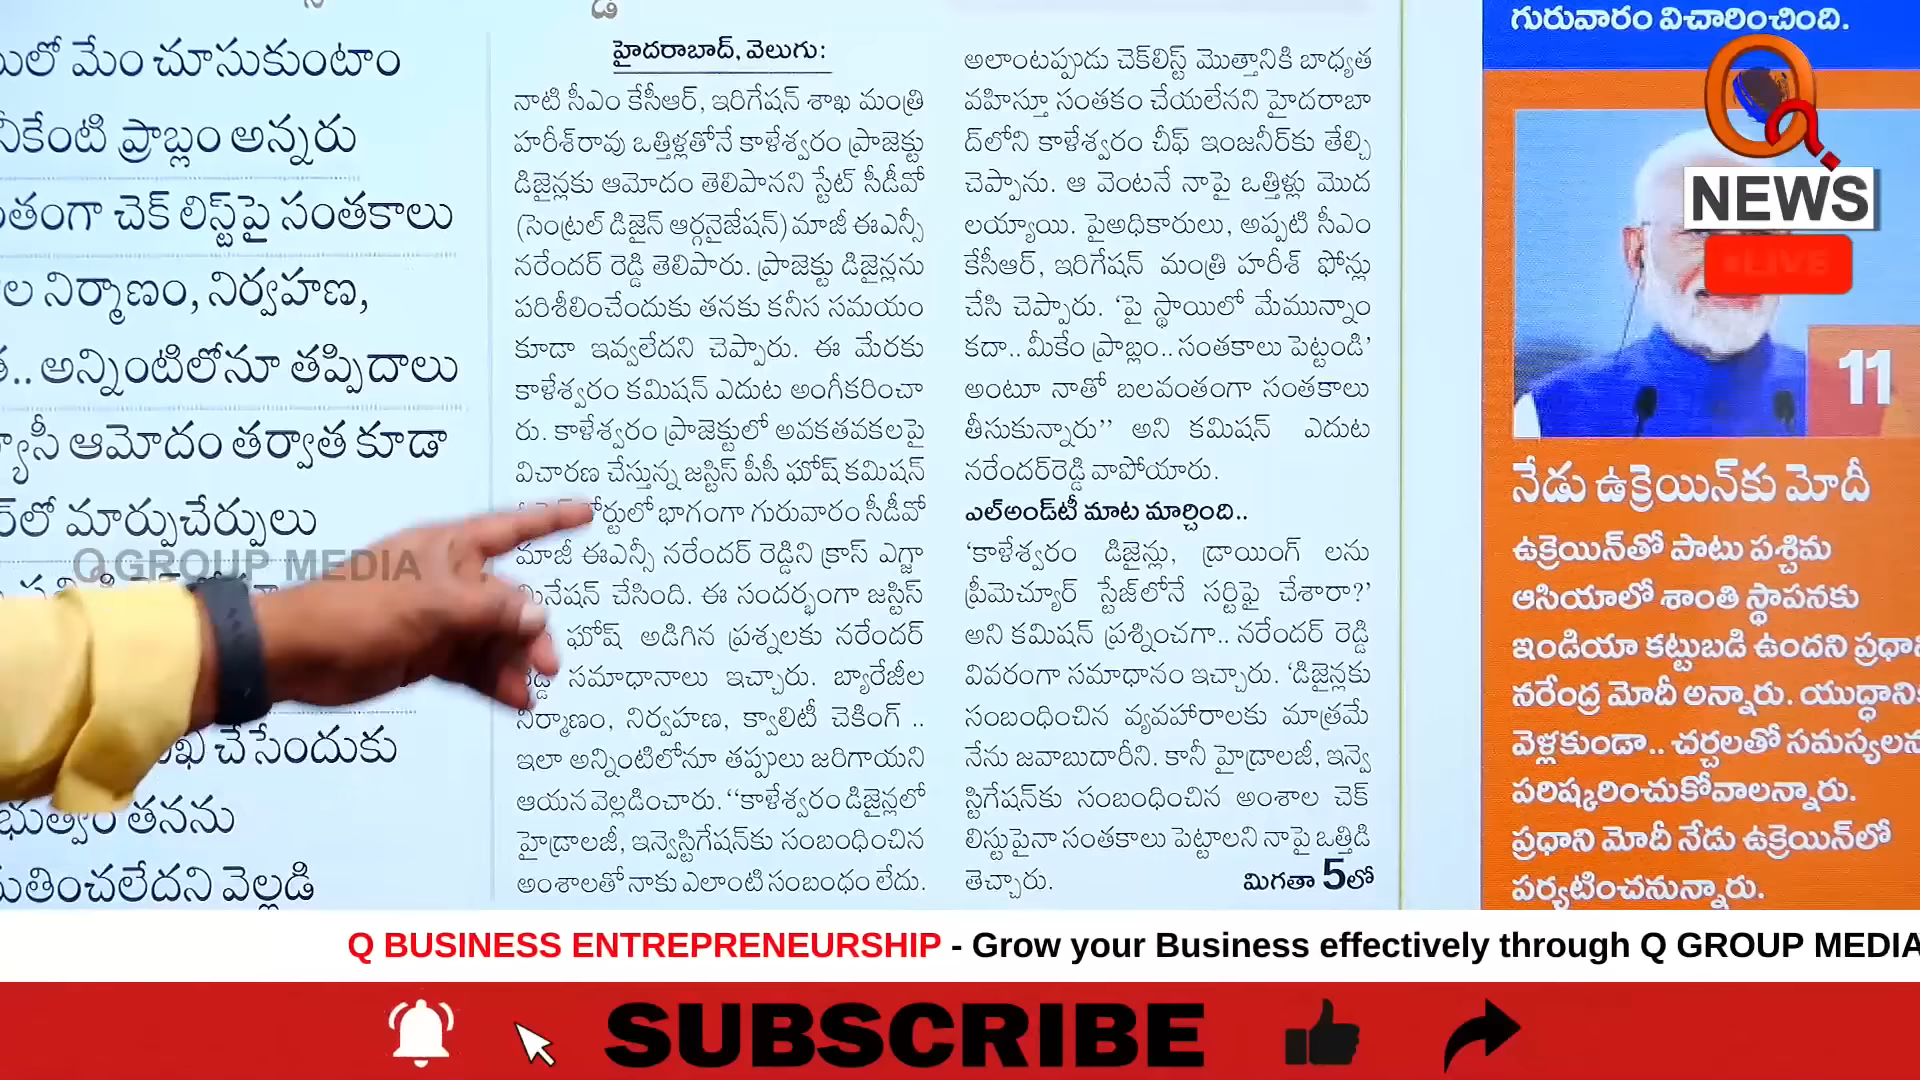 ులో మేం చూసుకుంటాం
నీకేంటి ప్రాబ్లం అన్నరు
చెక్ లిస్ట్‌పై సంతకాలు
ల నిర్మాణం, నిర్వహణ,
అన్నింటిలోనూ తప్పిదాలు
ఆమోదం తర్వాత కూడా
లో మార్పుచేర్పులు
చేసేందుకు
తనను
వెల్లడి
హైదరాబాద్, వెలుగు:
నాటి సీఎం కేసీఆర్, ఇరిగేషన్ శాఖ మంత్రి
హరీశ్‌రావు ఒత్తిళ్లతోనే కాళేశ్వరం ప్రాజెక్టు
డిజైన్లకు ఆమోదం తెలిపానని స్టేట్ సీడీవో
(సెంట్రల్ డిజైన్ ఆర్గనైజేషన్) మాజీ ఈఎన్సీ
నరేందర్ రెడ్డి తెలిపారు. ప్రాజెక్టు డిజైన్లను
పరిశీలించేందుకు తనకు కనీస సమయం
కూడా ఇవ్వలేదని చెప్పారు. ఈ మేరకు
కాళేశ్వరం కమిషన్ ఎదుట అంగీకరించా
రు. కాళేశ్వరం ప్రాజెక్టులో అవకతవకలపై
విచారణ చేస్తున్న జస్టిస్ పీసీ ఘోష్ కమిషన్
భాగంగా గురువారం సీడీవో
మాజీ ఈఎన్సీ నరేందర్ రెడ్డిని క్రాస్ ఎగ్జా
మినేషన్ చేసింది. ఈ సందర్భంగా జస్టిస్
ఘోష్ అడిగిన ప్రశ్నలకు నరేందర్
రెడ్డి సమాధానాలు ఇచ్చారు. బ్యారేజీల
నిర్మాణం, నిర్వహణ, క్వాలిటీ చెకింగ్ ..
ఇలా అన్నింటిలోనూ తప్పులు జరిగాయని
ఆయన వెల్లడించారు. ‘‘కాళేశ్వరం డిజైన్లలో
హైడ్రాలజీ, ఇన్వెస్టిగేషన్‌కు సంబంధించిన
అంశాలతో నాకు ఎలాంటి సంబంధం లేదు.
అలాంటప్పుడు చెక్‌లిస్ట్ మొత్తానికి బాధ్యత
వహిస్తూ సంతకం చేయలేనని హైదరాబా
ద్‌లోని కాళేశ్వరం చీఫ్ ఇంజనీర్‌కు తేల్చి
చెప్పాను. ఆ వెంటనే నాపై ఒత్తిళ్లు మొద
లయ్యాయి. పైఅధికారులు, అప్పటి సీఎం
కేసీఆర్, ఇరిగేషన్ మంత్రి హరీశ్ ఫోన్లు
చేసి చెప్పారు. ‘పై స్థాయిలో మేమున్నాం
కదా.. మీకేం ప్రాబ్లం.. సంతకాలు పెట్టండి’
అంటూ నాతో బలవంతంగా సంతకాలు
తీసుకున్నారు’’ అని కమిషన్ ఎదుట
నరేందర్‌రెడ్డి వాపోయారు.
ఎల్అండ్‌టీ మాట మార్చింది..
‘కాళేశ్వరం డిజైన్లు, డ్రాయింగ్ లను
ప్రీమెచ్యూర్ స్టేజ్‌లోనే సర్టిఫై చేశారా?’
అని కమిషన్ ప్రశ్నించగా.. నరేందర్ రెడ్డి
వివరంగా సమాధానం ఇచ్చారు. ‘డిజైన్లకు
సంబంధించిన వ్యవహారాలకు మాత్రమే
నేను జవాబుదారీని. కానీ హైడ్రాలజీ, ఇన్వె
స్టిగేషన్‌కు సంబంధించిన అంశాల చెక్
లిస్టుపైనా సంతకాలు పెట్టాలని నాపై ఒత్తిడి
తెచ్చారు. మిగతా 5లో
గురువారం విచారించింది.
Q
NEWS
LIVE
11
నేడు ఉక్రెయిన్‌కు మోదీ
ఉక్రెయిన్‌తో పాటు పశ్చిమ
ఆసియాలో శాంతి స్థాపనకు
ఇండియా కట్టుబడి ఉందని ప్రధాని
నరేంద్ర మోదీ అన్నారు. యుద్ధానికి
వెళ్లకుండా.. చర్చలతో సమస్యలను
పరిష్కరించుకోవాలన్నారు.
ప్రధాని మోదీ నేడు ఉక్రెయిన్‌లో
పర్యటించనున్నారు.
Q GROUP MEDIA
Q BUSINESS ENTREPRENEURSHIP - Grow your Business effectively through Q GROUP MEDIA
SUBSCRIBE